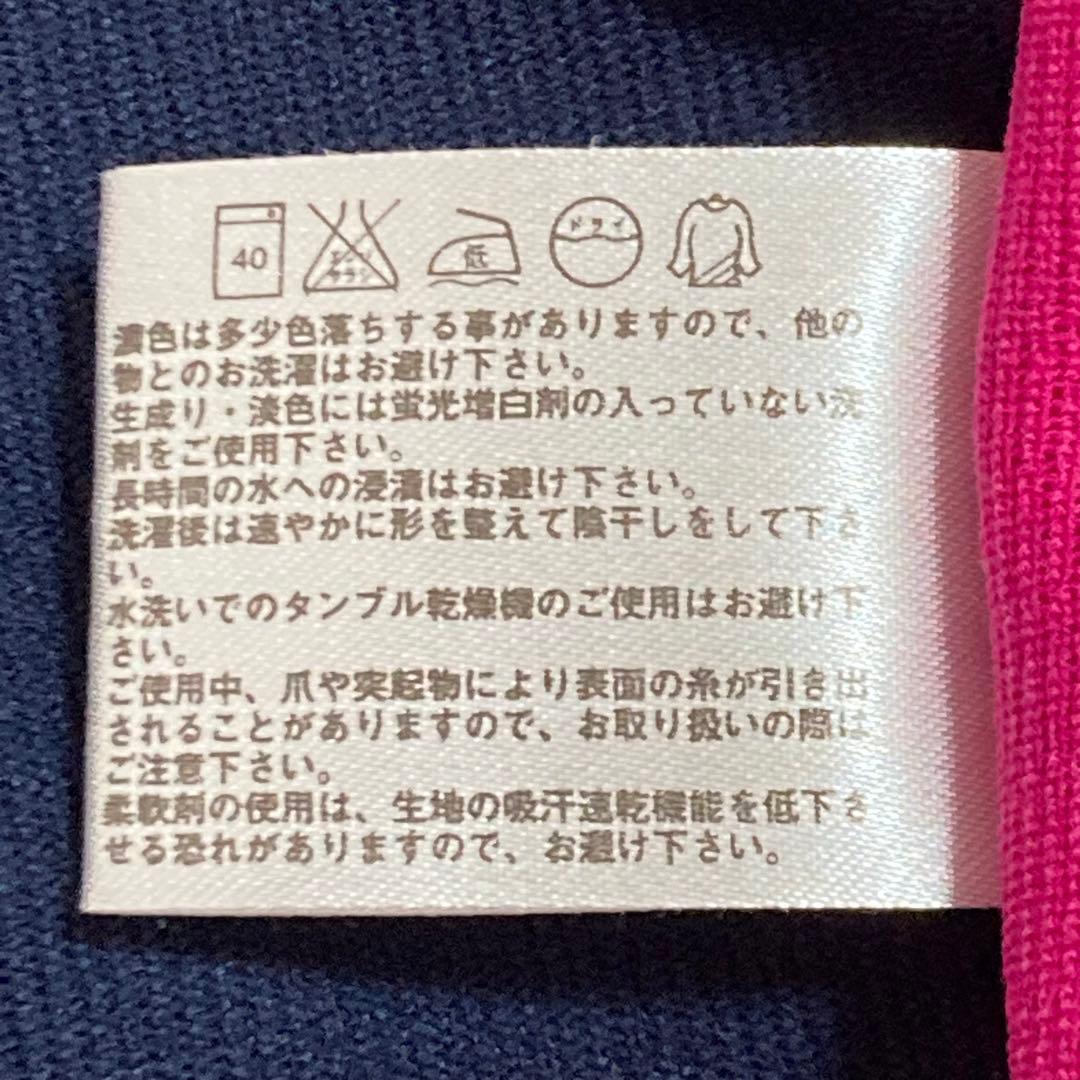 40
エンソ
サラシ
低
ドライ
濃色は多少色落ちする事がありますので、他の
物とのお洗濯はお避け下さい。
生成り・淡色には蛍光増白剤の入っていない洗
剤をご使用下さい。
長時間の水への浸漬はお避け下さい。
洗濯後は速やかに形を整えて陰干しをして下さ
い。
水洗いでのタンブル乾燥機のご使用はお避け下
さい。
ご使用中、爪や突起物により表面の糸が引き出
されることがありますので、お取り扱いの際は
ご注意下さい。
柔軟剤の使用は、生地の吸汗速乾機能を低下さ
せる恐れがありますので、お避け下さい。